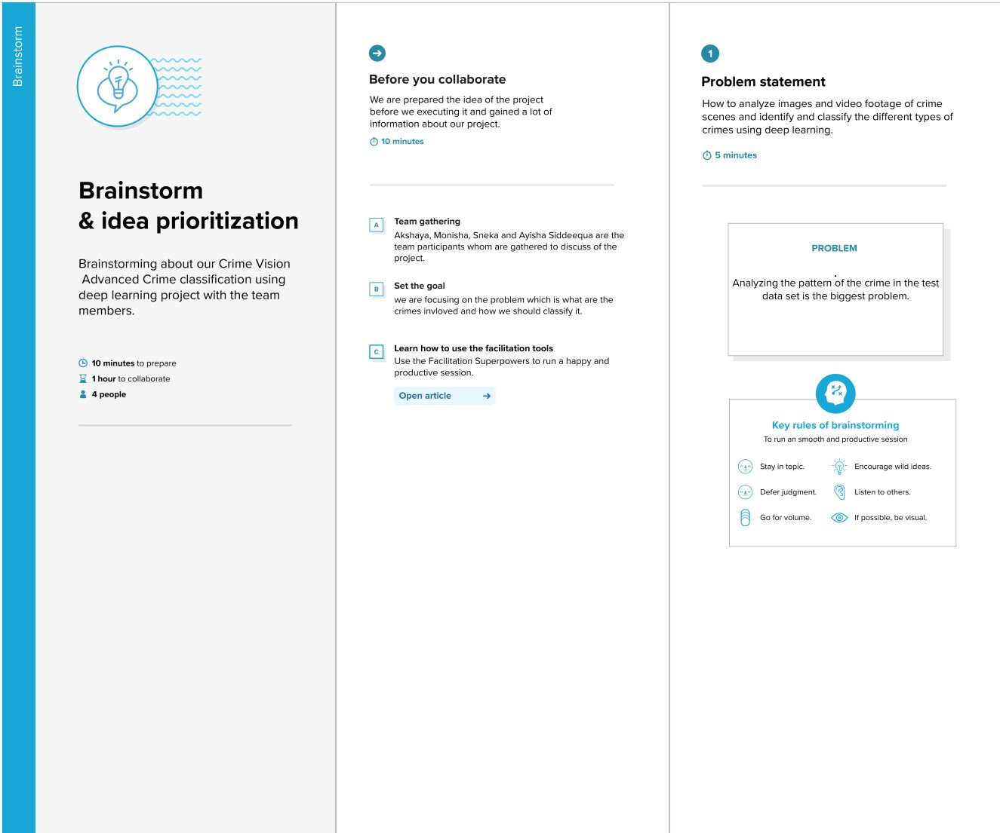 Brainstorm
Brainstorm
& idea prioritization
Brainstorming about our Crime Vision
Advanced Crime classification using
deep learning project with the team
members.
10 minutes to prepare
1 hour to collaborate
4 people
Before you collaborate
We are prepared the idea of the project
before we executing it and gained a lot of
information about our project.
10 minutes
A
Team gathering
Akshaya, Monisha, Sneka and Ayisha Siddeequa are the
team participants whom are gathered to discuss of the
project.
B
Set the goal
we are focusing on the problem which is what are the
crimes invloved and how we should classify it.
C
Learn how to use the facilitation tools
Use the Facilitation Superpowers to run a happy and
productive session.
Open article
1
Problem statement
How to analyze images and video footage of crime
scenes and identify and classify the different types of
crimes using deep learning.
5 minutes
PROBLEM
.
Analyzing the pattern of the crime in the test
data set is the biggest problem.
Key rules of brainstorming
To run an smooth and productive session
Stay in topic.
Encourage wild ideas.
Defer judgment.
Listen to others.
Go for volume.
If possible, be visual.